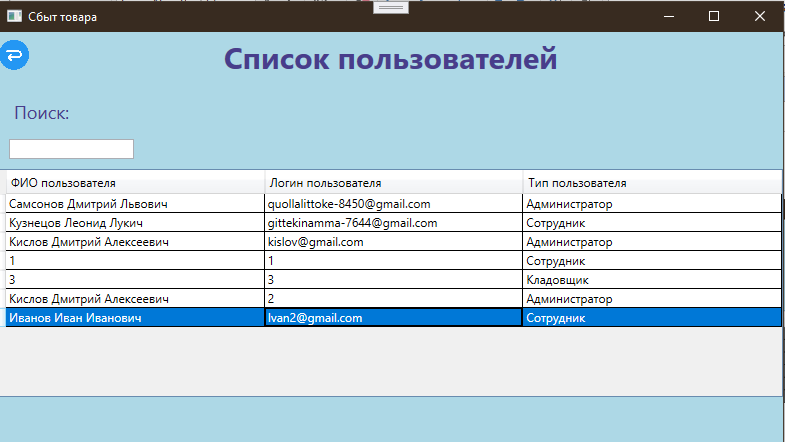 Сбыт товара
Список пользователей
Поиск:
ФИО пользователя Логин пользователя Тип пользователя
Самсонов Дмитрий Львович quollalittoke-8450@gmail.com Администратор
Кузнецов Леонид Лукич gittekinamma-7644@gmail.com Сотрудник
Кислов Дмитрий Алексеевич kislov@gmail.com Администратор
1 1 Сотрудник
3 3 Кладовщик
Кислов Дмитрий Алексеевич 2 Администратор
Иванов Иван Иванович Ivan2@gmail.com Сотрудник